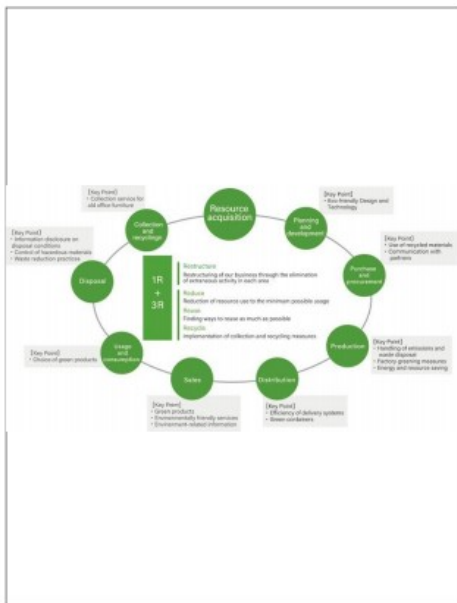 Resource
acquisition
[Key Point]
• Eco-friendly Design and
Technology
Planning
and
development
[Key Point]
• Use of recycled materials
• Communication with
partners
Purchase
and
procurement
Production
[Key Point]
• Handling of emissions and
waste disposal
• Factory greening measures
• Energy and resource saving
Distribution
[Key Point]
• Efficiency of delivery systems
• Green containers
Sales
[Key Point]
• Green products
• Environmentally friendly services
• Environment-related information
Usage
and
consumption
[Key Point]
• Choice of green products
Disposal
[Key Point]
• Information disclosure on
disposal conditions
• Control of hazardous materials
• Waste reduction practices
Collection
and
recycling
[Key Point]
• Collection service for
old office furniture
1R
+
3R
Restructure
Restructuring of our business through the elimination
of extraneous activity in each area
Reduce
Reduction of resource use to the minimum possible usage
Reuse
Finding ways to reuse as much as possible
Recycle
Implementation of collection and recycling measures